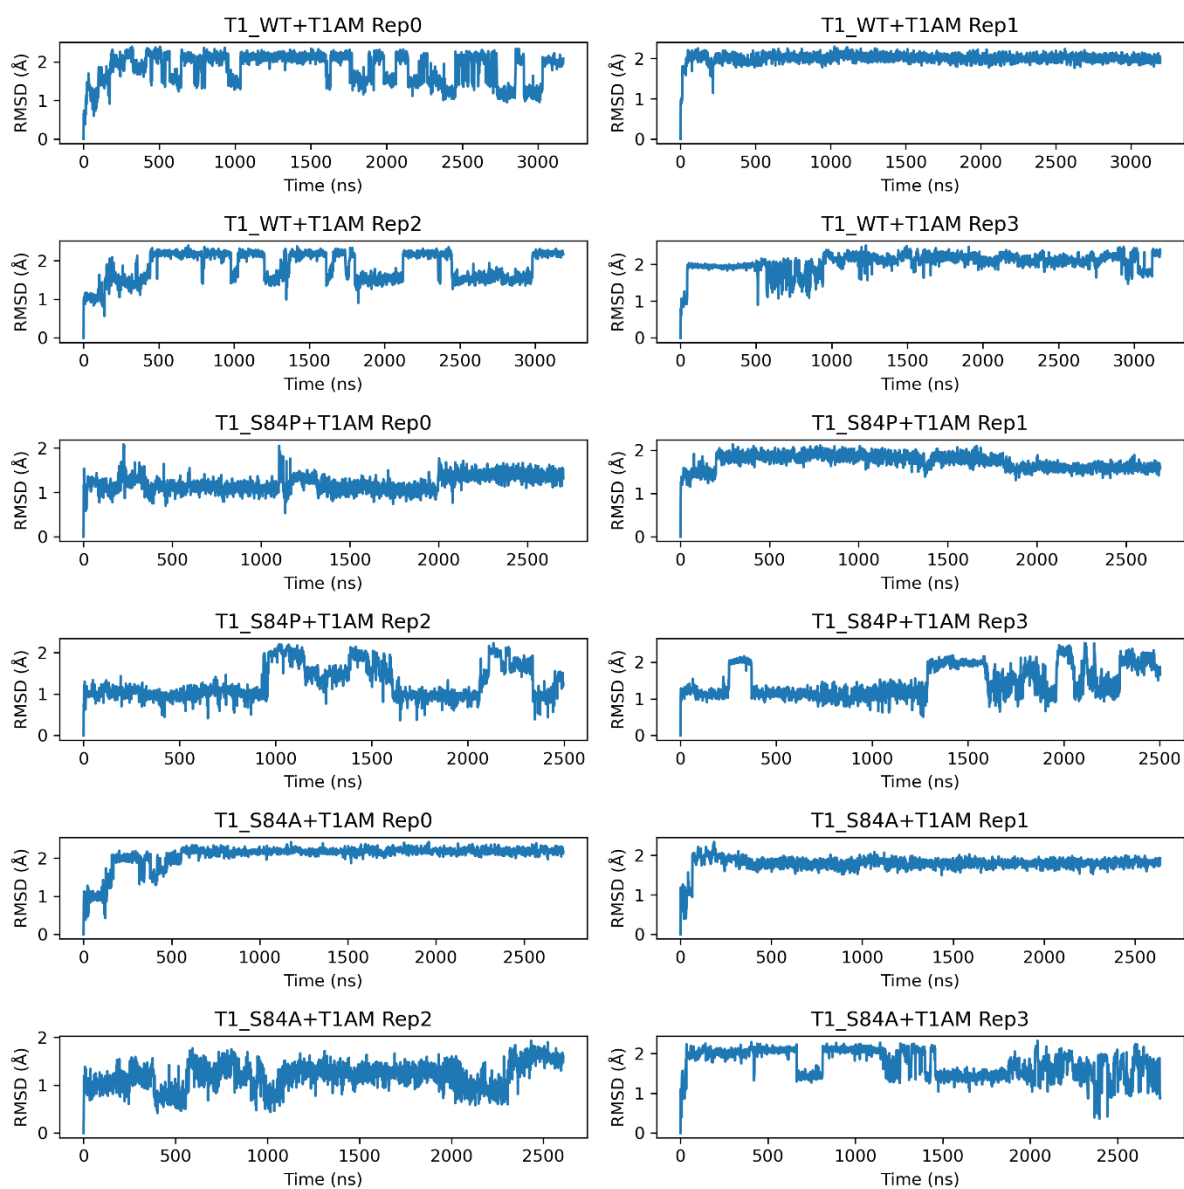 T1_WT+T1AM Rep0
RMSD (Å)
2
1
0
0 500 1000 1500 2000 2500 3000
Time (ns)
T1_WT+T1AM Rep1
RMSD (Å)
2
1
0
0 500 1000 1500 2000 2500 3000
Time (ns)
T1_WT+T1AM Rep2
RMSD (Å)
2
1
0
0 500 1000 1500 2000 2500 3000
Time (ns)
T1_WT+T1AM Rep3
RMSD (Å)
2
1
0
0 500 1000 1500 2000 2500 3000
Time (ns)
T1_S84P+T1AM Rep0
RMSD (Å)
2
1
0
0 500 1000 1500 2000 2500
Time (ns)
T1_S84P+T1AM Rep1
RMSD (Å)
2
1
0
0 500 1000 1500 2000 2500
Time (ns)
T1_S84P+T1AM Rep2
RMSD (Å)
2
1
0
0 500 1000 1500 2000 2500
Time (ns)
T1_S84P+T1AM Rep3
RMSD (Å)
2
1
0
0 500 1000 1500 2000 2500
Time (ns)
T1_S84A+T1AM Rep0
RMSD (Å)
2
1
0
0 500 1000 1500 2000 2500
Time (ns)
T1_S84A+T1AM Rep1
RMSD (Å)
2
1
0
0 500 1000 1500 2000 2500
Time (ns)
T1_S84A+T1AM Rep2
RMSD (Å)
2
1
0
0 500 1000 1500 2000 2500
Time (ns)
T1_S84A+T1AM Rep3
RMSD (Å)
2
1
0
0 500 1000 1500 2000 2500
Time (ns)